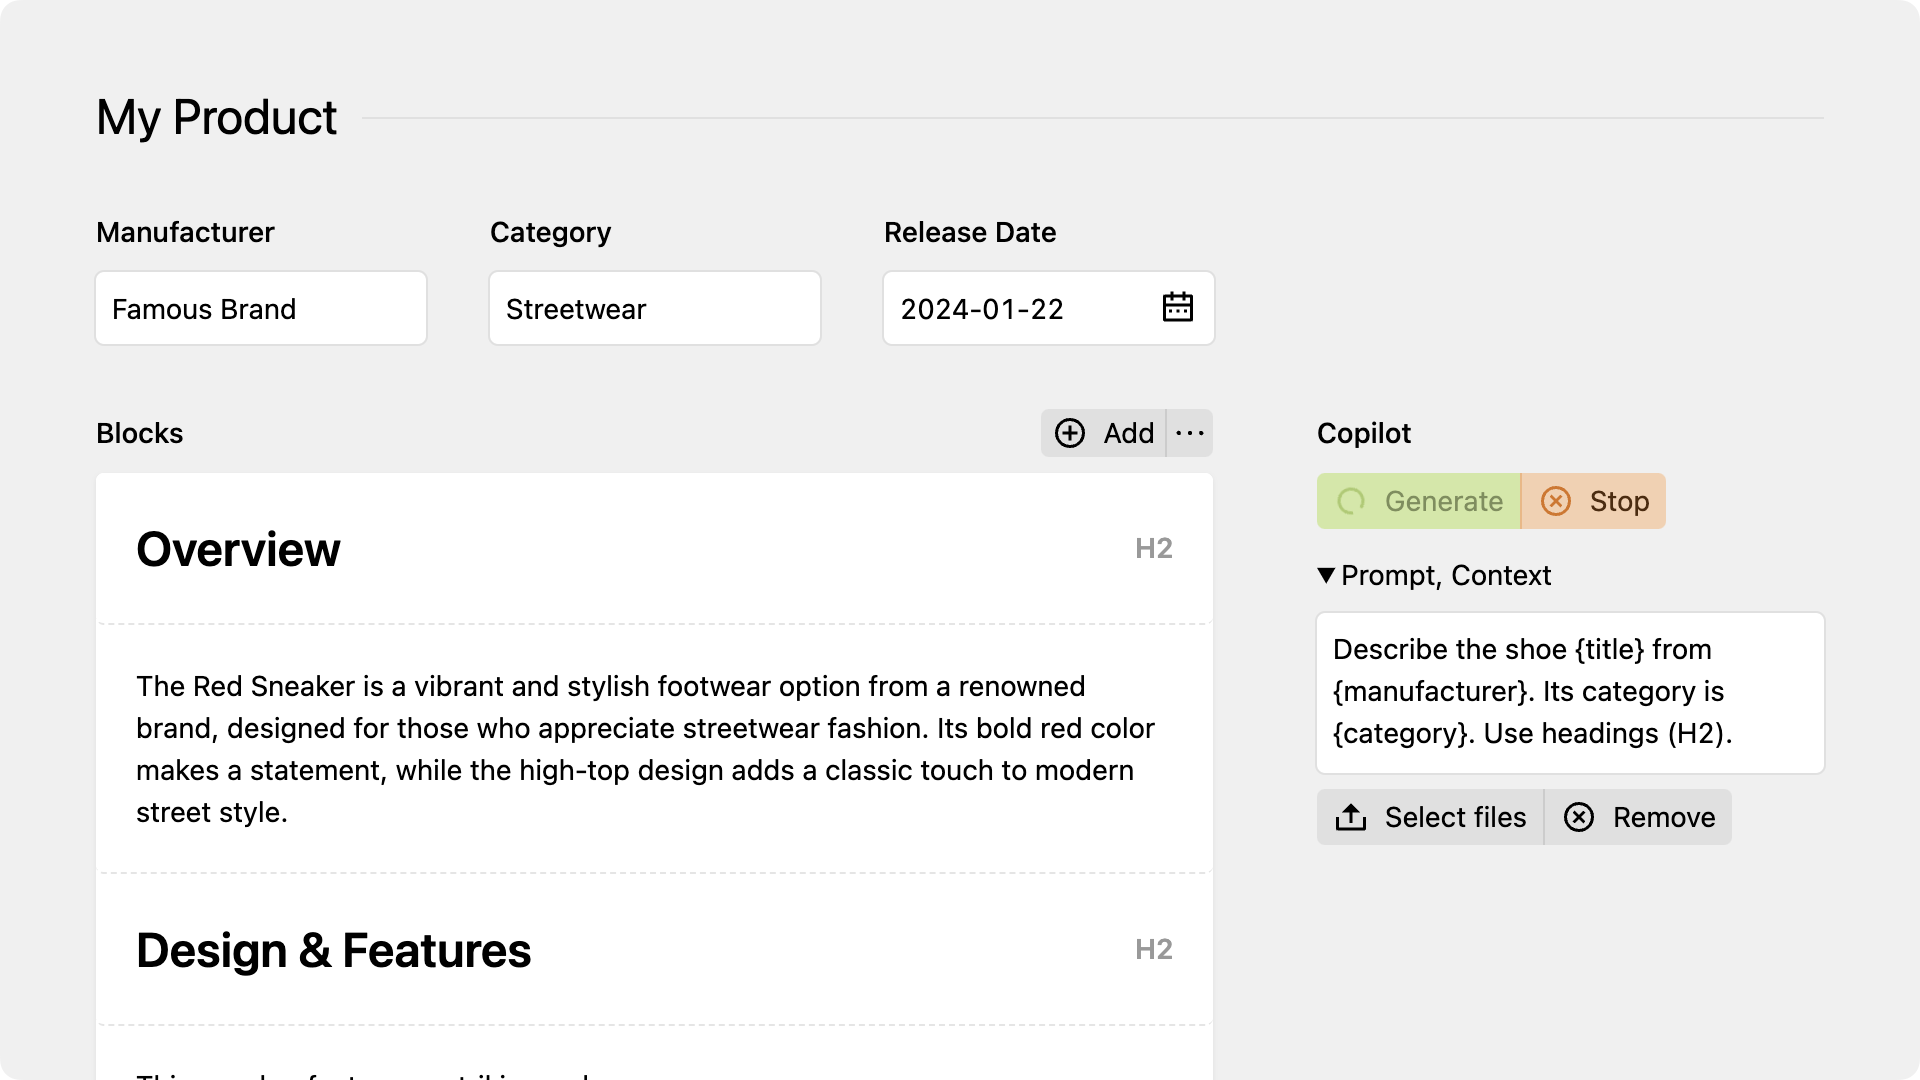 My Product
Manufacturer
Category
Release Date
Famous Brand
Streetwear
2024-01-22
Blocks
Add
Copilot
Generate
Stop
Overview
H2
Prompt, Context
Describe the shoe {title} from
{manufacturer}. Its category is
{category}. Use headings (H2).
Select files
Remove
The Red Sneaker is a vibrant and stylish footwear option from a renowned
brand, designed for those who appreciate streetwear fashion. Its bold red color
makes a statement, while the high-top design adds a classic touch to modern
street style.
Design & Features
H2